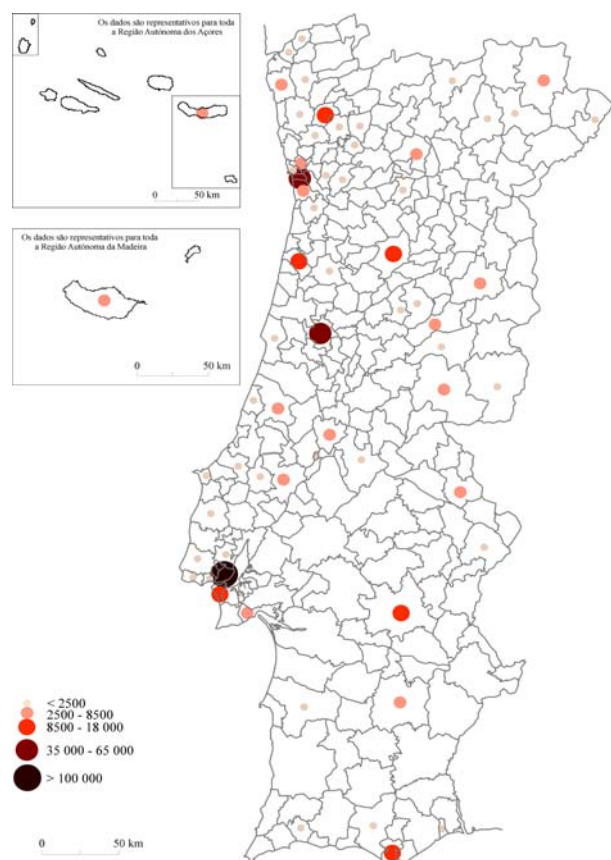 Os dados são representativos para toda
a Região Autónoma dos Açores
0 50 km
Os dados são representativos para toda
a Região Autónoma da Madeira
0 50 km
< 2500
2500 - 8500
8500 - 18 000
35 000 - 65 000
> 100 000
0 50 km